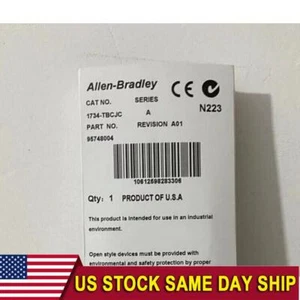 Allen-Bradley
CAT NO. SERIES
1734-TBCJC A
N223
PART NO. REVISION A01
95748004
10612598283306
Qty: 1 PRODUCT OF U.S.A
This product is intended for use in an industrial
environment.
Open style devices must be provided with
environmental and safety protection by proper
US STOCK SAME DAY SHIP